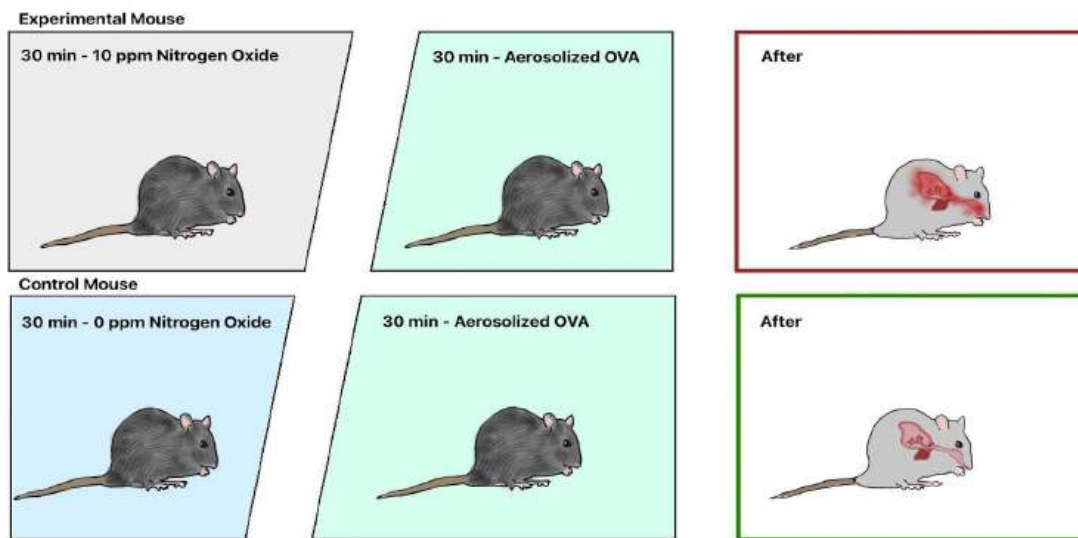 Experimental Mouse
30 min - 10 ppm Nitrogen Oxide
30 min - Aerosolized OVA
After
Control Mouse
30 min - 0 ppm Nitrogen Oxide
30 min - Aerosolized OVA
After